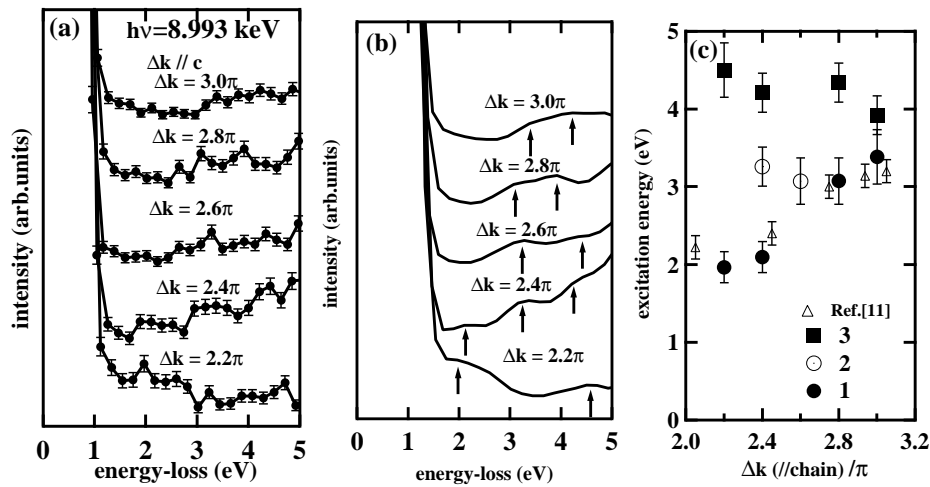 (a)
hν=8.993 keV
Δk // c
Δk = 3.0π
Δk = 2.8π
Δk = 2.6π
Δk = 2.4π
Δk = 2.2π
intensity (arb.units)
0 1 2 3 4 5
energy-loss (eV)
(b)
Δk = 3.0π
Δk = 2.8π
Δk = 2.6π
Δk = 2.4π
Δk = 2.2π
intensity (arb.units)
0 1 2 3 4 5
energy-loss (eV)
(c)
5
4
3
2
1
0
excitation energy (eV)
Ref.[11]
3
2
1
2.0 2.4 2.8 3.2
Δk (//chain) /π